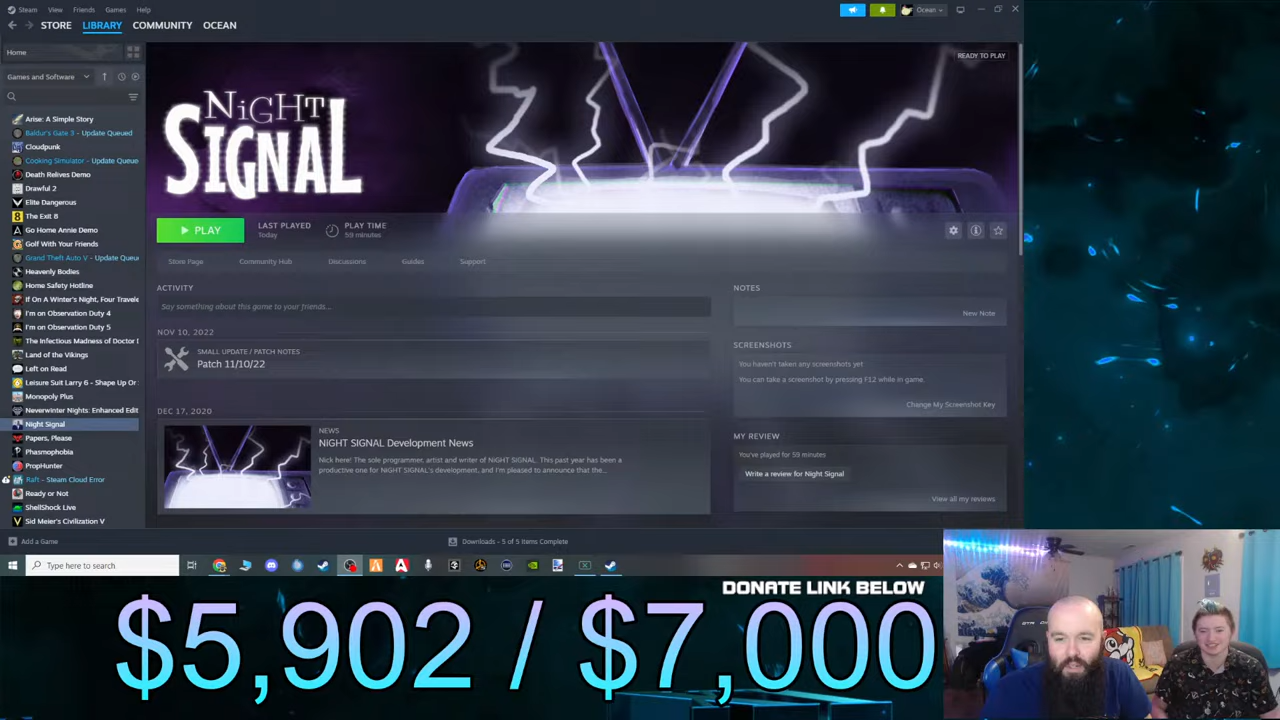 Steam View Friends Games Help
Ocean
STORE LIBRARY COMMUNITY OCEAN
Home
Games and Software
Arise: A Simple Story
Baldur's Gate 3 - Update Queued
Cloudpunk
Cooking Simulator - Update Queue
Death Relives Demo
Drawful 2
Elite Dangerous
The Exit 8
Go Home Annie Demo
Golf With Your Friends
Grand Theft Auto V - Update Queu
Heavenly Bodies
Home Safety Hotline
If On A Winter's Night, Four Travele
I'm on Observation Duty 4
I'm on Observation Duty 5
The Infectious Madness of Doctor D
Land of the Vikings
Left on Read
Leisure Suit Larry 6 - Shape Up Or
Monopoly Plus
Neverwinter Nights: Enhanced Edit
Night Signal
Papers, Please
Phasmophobia
PropHunter
Raft - Steam Cloud Error
Ready or Not
ShellShock Live
Sid Meier's Civilization V
READY TO PLAY
NiGHT
SIGNAL
PLAY
LAST PLAYED
Today
PLAY TIME
59 minutes
Store Page Community Hub Discussions Guides Support
ACTIVITY
Say something about this game to your friends...
NOV 10, 2022
SMALL UPDATE / PATCH NOTES
Patch 11/10/22
DEC 17, 2020
NEWS
NIGHT SIGNAL Development News
Nick here! The sole programmer, artist and writer of NIGHT SIGNAL. This past year has been a
productive one for NIGHT SIGNAL's development, and I'm pleased to announce that the...
NOTES
New Note
SCREENSHOTS
You haven't taken any screenshots yet
You can take a screenshot by pressing F12 while in game.
Change My Screenshot Key
MY REVIEW
You've played for 59 minutes
Write a review for Night Signal
View all my reviews
Add a Game
Downloads - 5 of 5 Items Complete
Type here to search
DONATE LINK BELOW
$5,902 / $7,000